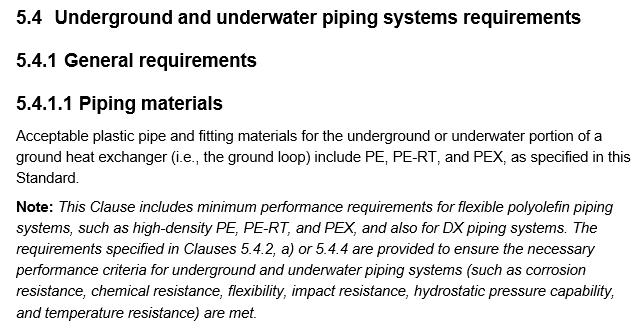 5.4 Underground and underwater piping systems requirements
5.4.1 General requirements
5.4.1.1 Piping materials
Acceptable plastic pipe and fitting materials for the underground or underwater portion of a
ground heat exchanger (i.e., the ground loop) include PE, PE-RT, and PEX, as specified in this
Standard.
Note: This Clause includes minimum performance requirements for flexible polyolefin piping
systems, such as high-density PE, PE-RT, and PEX, and also for DX piping systems. The
requirements specified in Clauses 5.4.2, a) or 5.4.4 are provided to ensure the necessary
performance criteria for underground and underwater piping systems (such as corrosion
resistance, chemical resistance, flexibility, impact resistance, hydrostatic pressure capability,
and temperature resistance) are met.